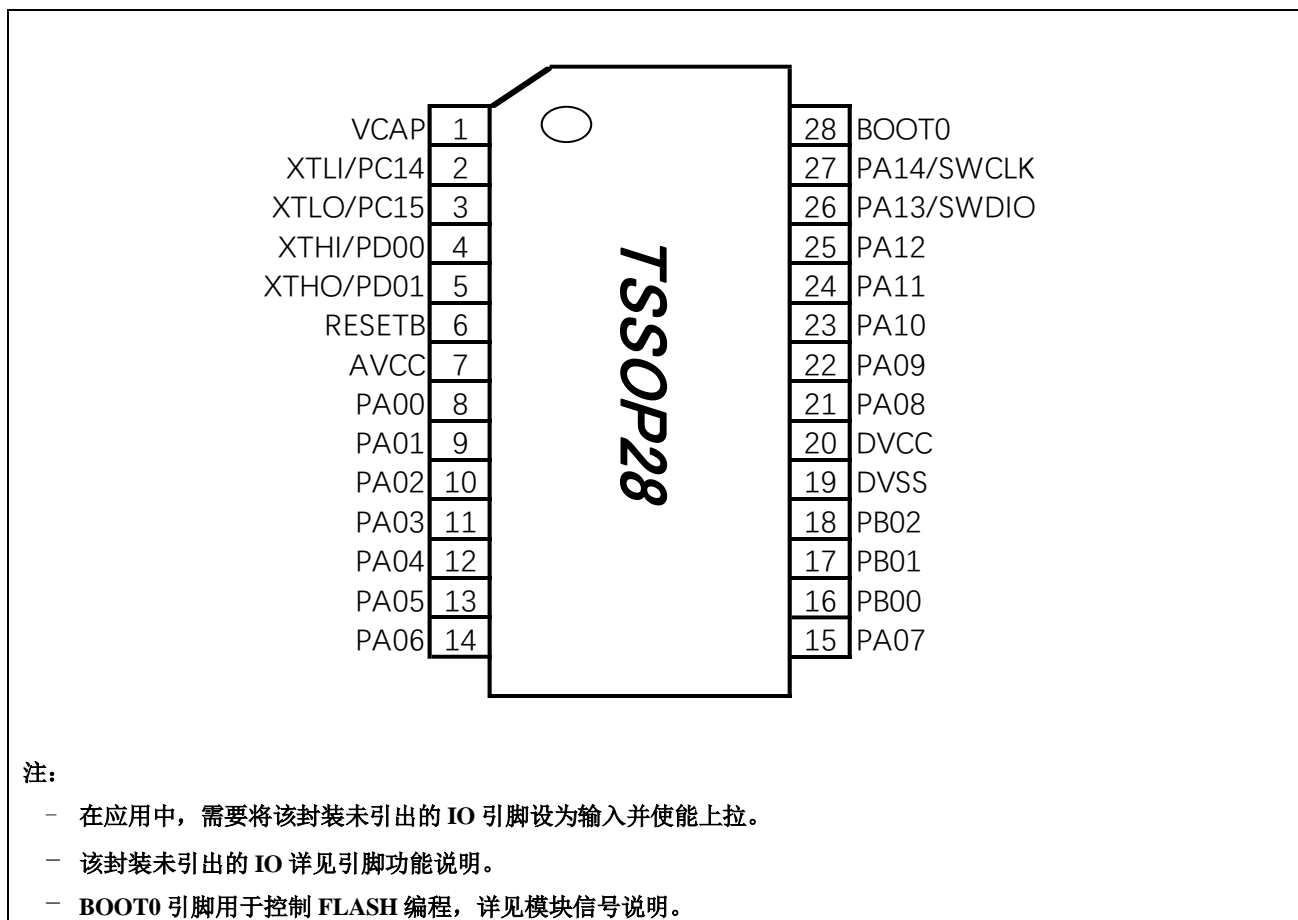 VCAP 1 28 BOOT0
XTLI/PC14 2 27 PA14/SWCLK
XTLO/PC15 3 26 PA13/SWDIO
XTHI/PD00 4 25 PA12
XTHO/PD01 5 24 PA11
RESETB 6 23 PA10
AVCC 7 22 PA09
PA00 8 21 PA08
PA01 9 20 DVCC
PA02 10 19 DVSS
PA03 11 18 PB02
PA04 12 17 PB01
PA05 13 16 PB00
PA06 14 15 PA07
TSSOP28
注:
- 在应用中，需要将该封装未引出的 IO 引脚设为输入并使能上拉。
- 该封装未引出的 IO 详见引脚功能说明。
- BOOT0 引脚用于控制 FLASH 编程，详见模块信号说明。